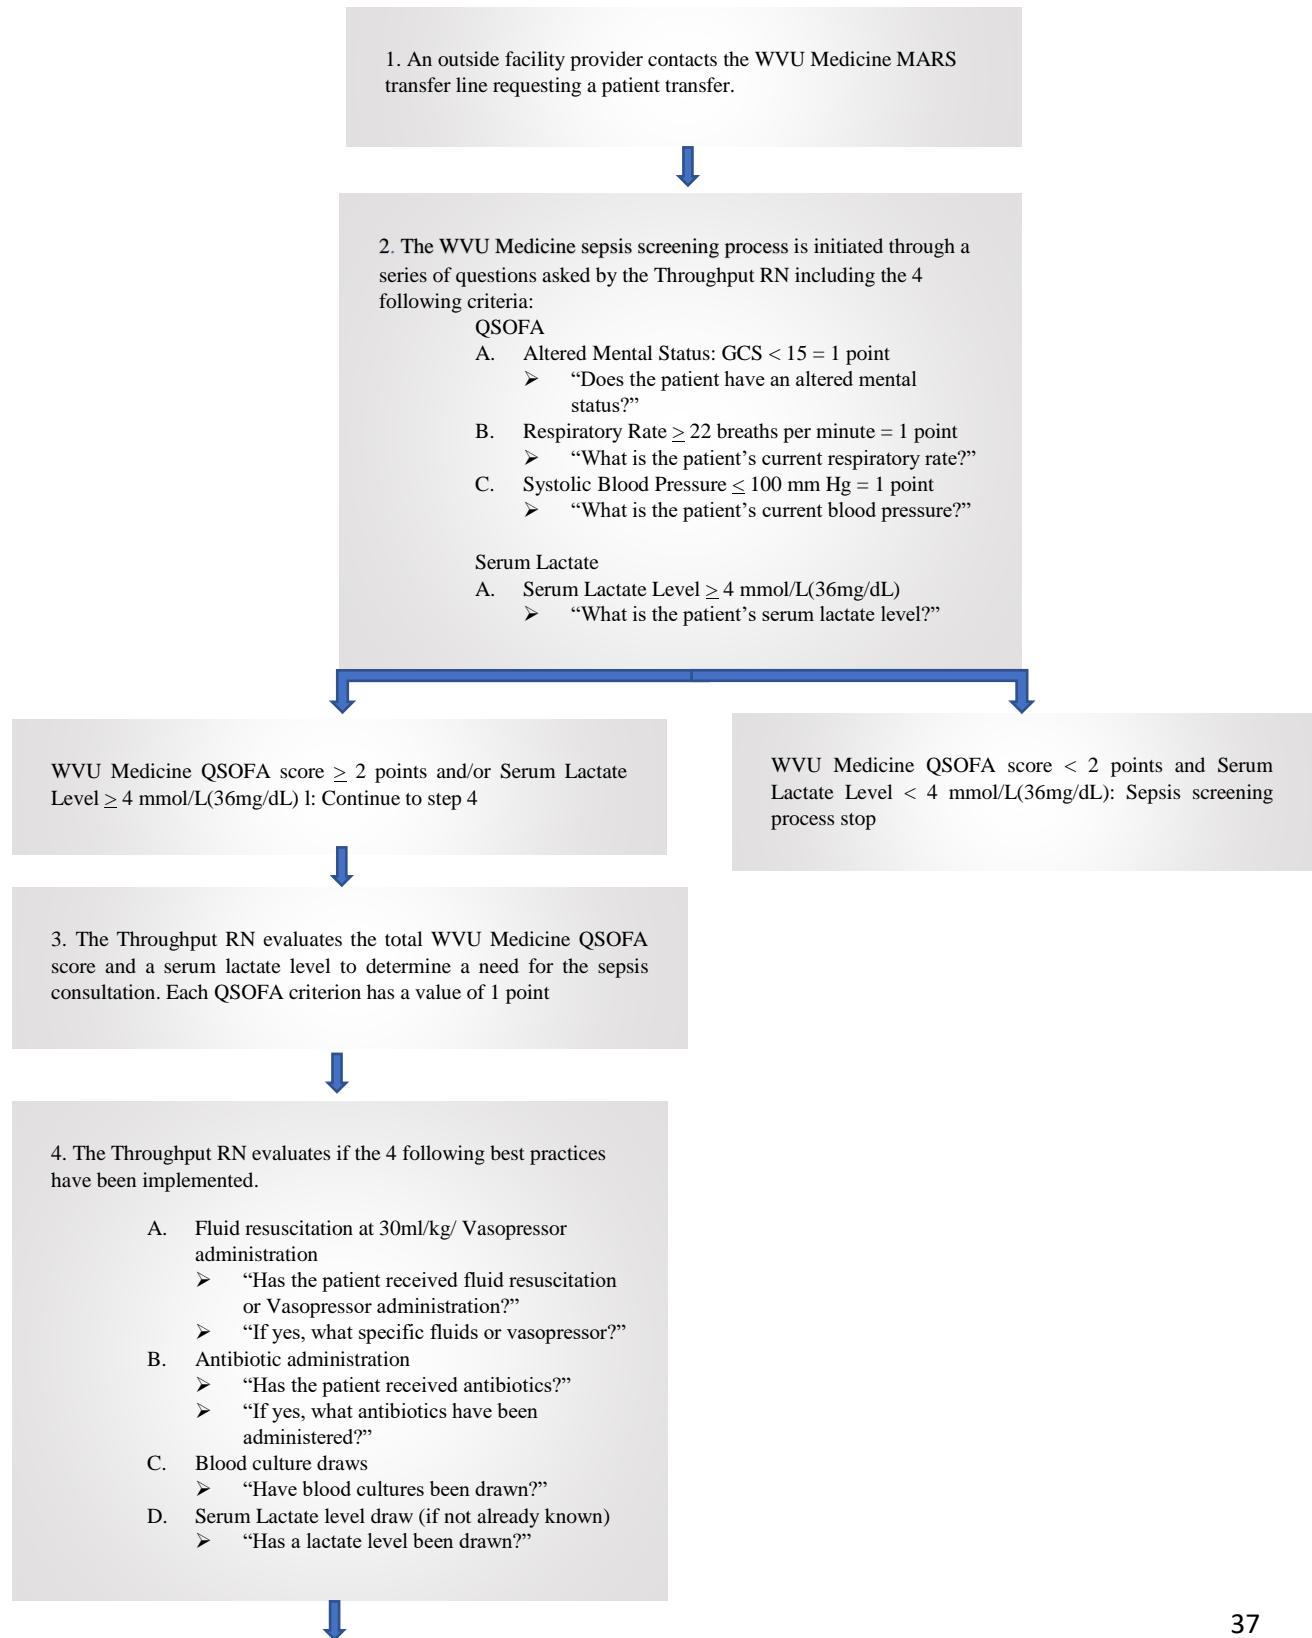 1. An outside facility provider contacts the WVU Medicine MARS
transfer line requesting a patient transfer.
2. The WVU Medicine sepsis screening process is initiated through a
series of questions asked by the Throughput RN including the 4
following criteria:
QSOFA
A. Altered Mental Status: GCS < 15 = 1 point
➢ “Does the patient have an altered mental
status?”
B. Respiratory Rate ≥ 22 breaths per minute = 1 point
➢ “What is the patient’s current respiratory rate?”
C. Systolic Blood Pressure ≤ 100 mm Hg = 1 point
➢ “What is the patient’s current blood pressure?”
Serum Lactate
A. Serum Lactate Level ≥ 4 mmol/L(36mg/dL)
➢ “What is the patient’s serum lactate level?”
WVU Medicine QSOFA score ≥ 2 points and/or Serum Lactate
Level ≥ 4 mmol/L(36mg/dL) l: Continue to step 4
WVU Medicine QSOFA score < 2 points and Serum
Lactate Level < 4 mmol/L(36mg/dL): Sepsis screening
process stop
3. The Throughput RN evaluates the total WVU Medicine QSOFA
score and a serum lactate level to determine a need for the sepsis
consultation. Each QSOFA criterion has a value of 1 point
4. The Throughput RN evaluates if the 4 following best practices
have been implemented.
A. Fluid resuscitation at 30ml/kg/ Vasopressor
administration
➢ “Has the patient received fluid resuscitation
or Vasopressor administration?”
➢ “If yes, what specific fluids or vasopressor?”
B. Antibiotic administration
➢ “Has the patient received antibiotics?”
➢ “If yes, what antibiotics have been
administered?”
C. Blood culture draws
➢ “Have blood cultures been drawn?”
D. Serum Lactate level draw (if not already known)
➢ “Has a lactate level been drawn?”
37